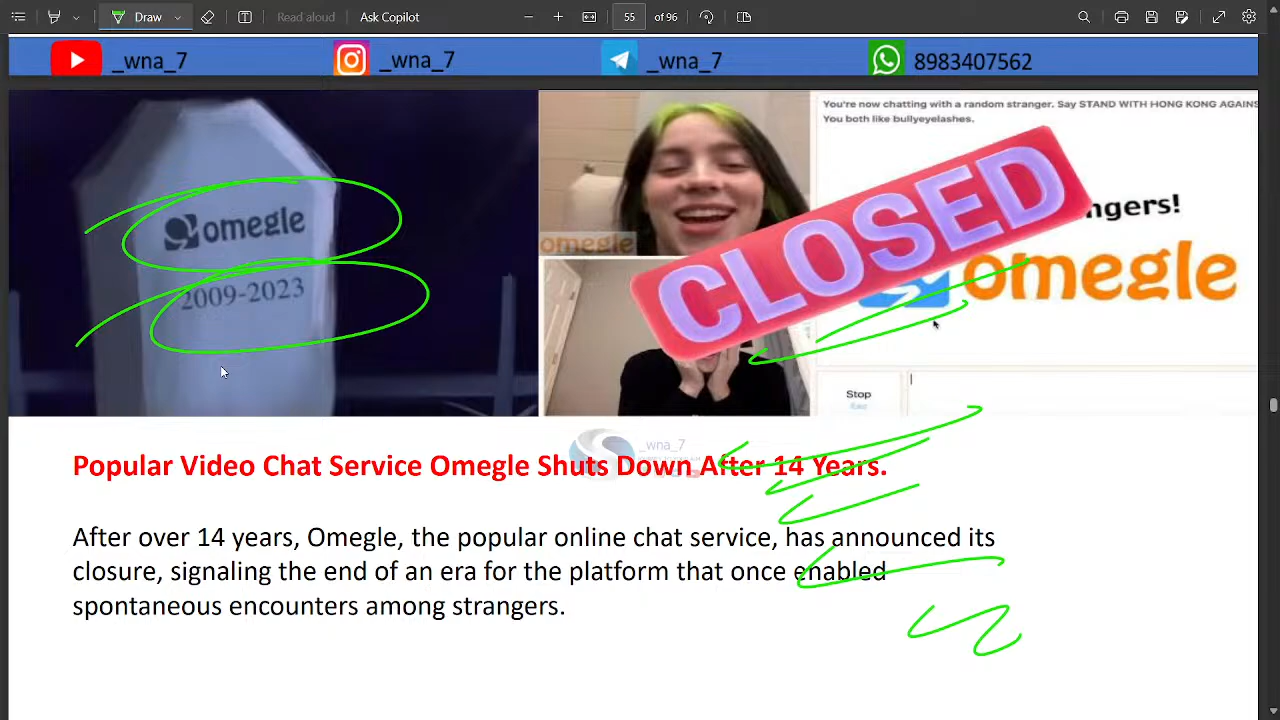 Draw
Read aloud
Ask Copilot
55
of 96
_wna_7
_wna_7
_wna_7
8983407562
omegle
2009-2023
omegle
You're now chatting with a random stranger. Say STAND WITH HONG KONG AGAINS
You both like bullyeyelashes.
CLOSED
ngers!
omegle
Stop
Esc
_wna_7
Popular Video Chat Service Omegle Shuts Down After 14 Years.
After over 14 years, Omegle, the popular online chat service, has announced its
closure, signaling the end of an era for the platform that once enabled
spontaneous encounters among strangers.